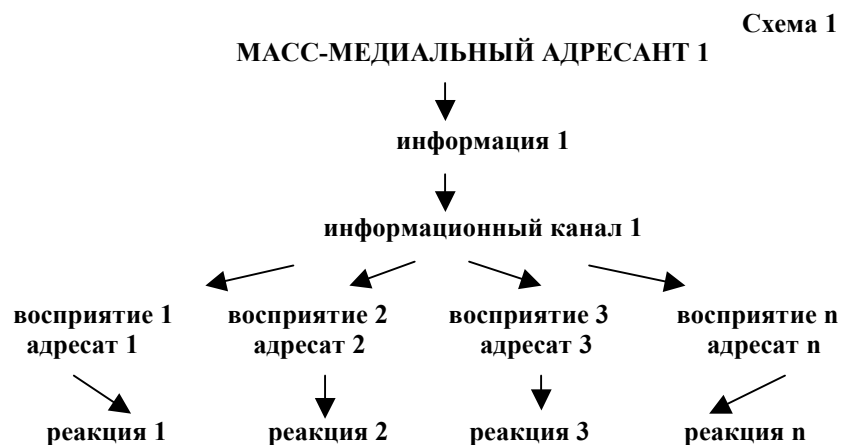 Схема 1
МАСС-МЕДИАЛЬНЫЙ АДРЕСАНТ 1
информация 1
информационный канал 1
восприятие 1 восприятие 2 восприятие 3 восприятие n
адресат 1 адресат 2 адресат 3 адресат n
реакция 1 реакция 2 реакция 3 реакция n